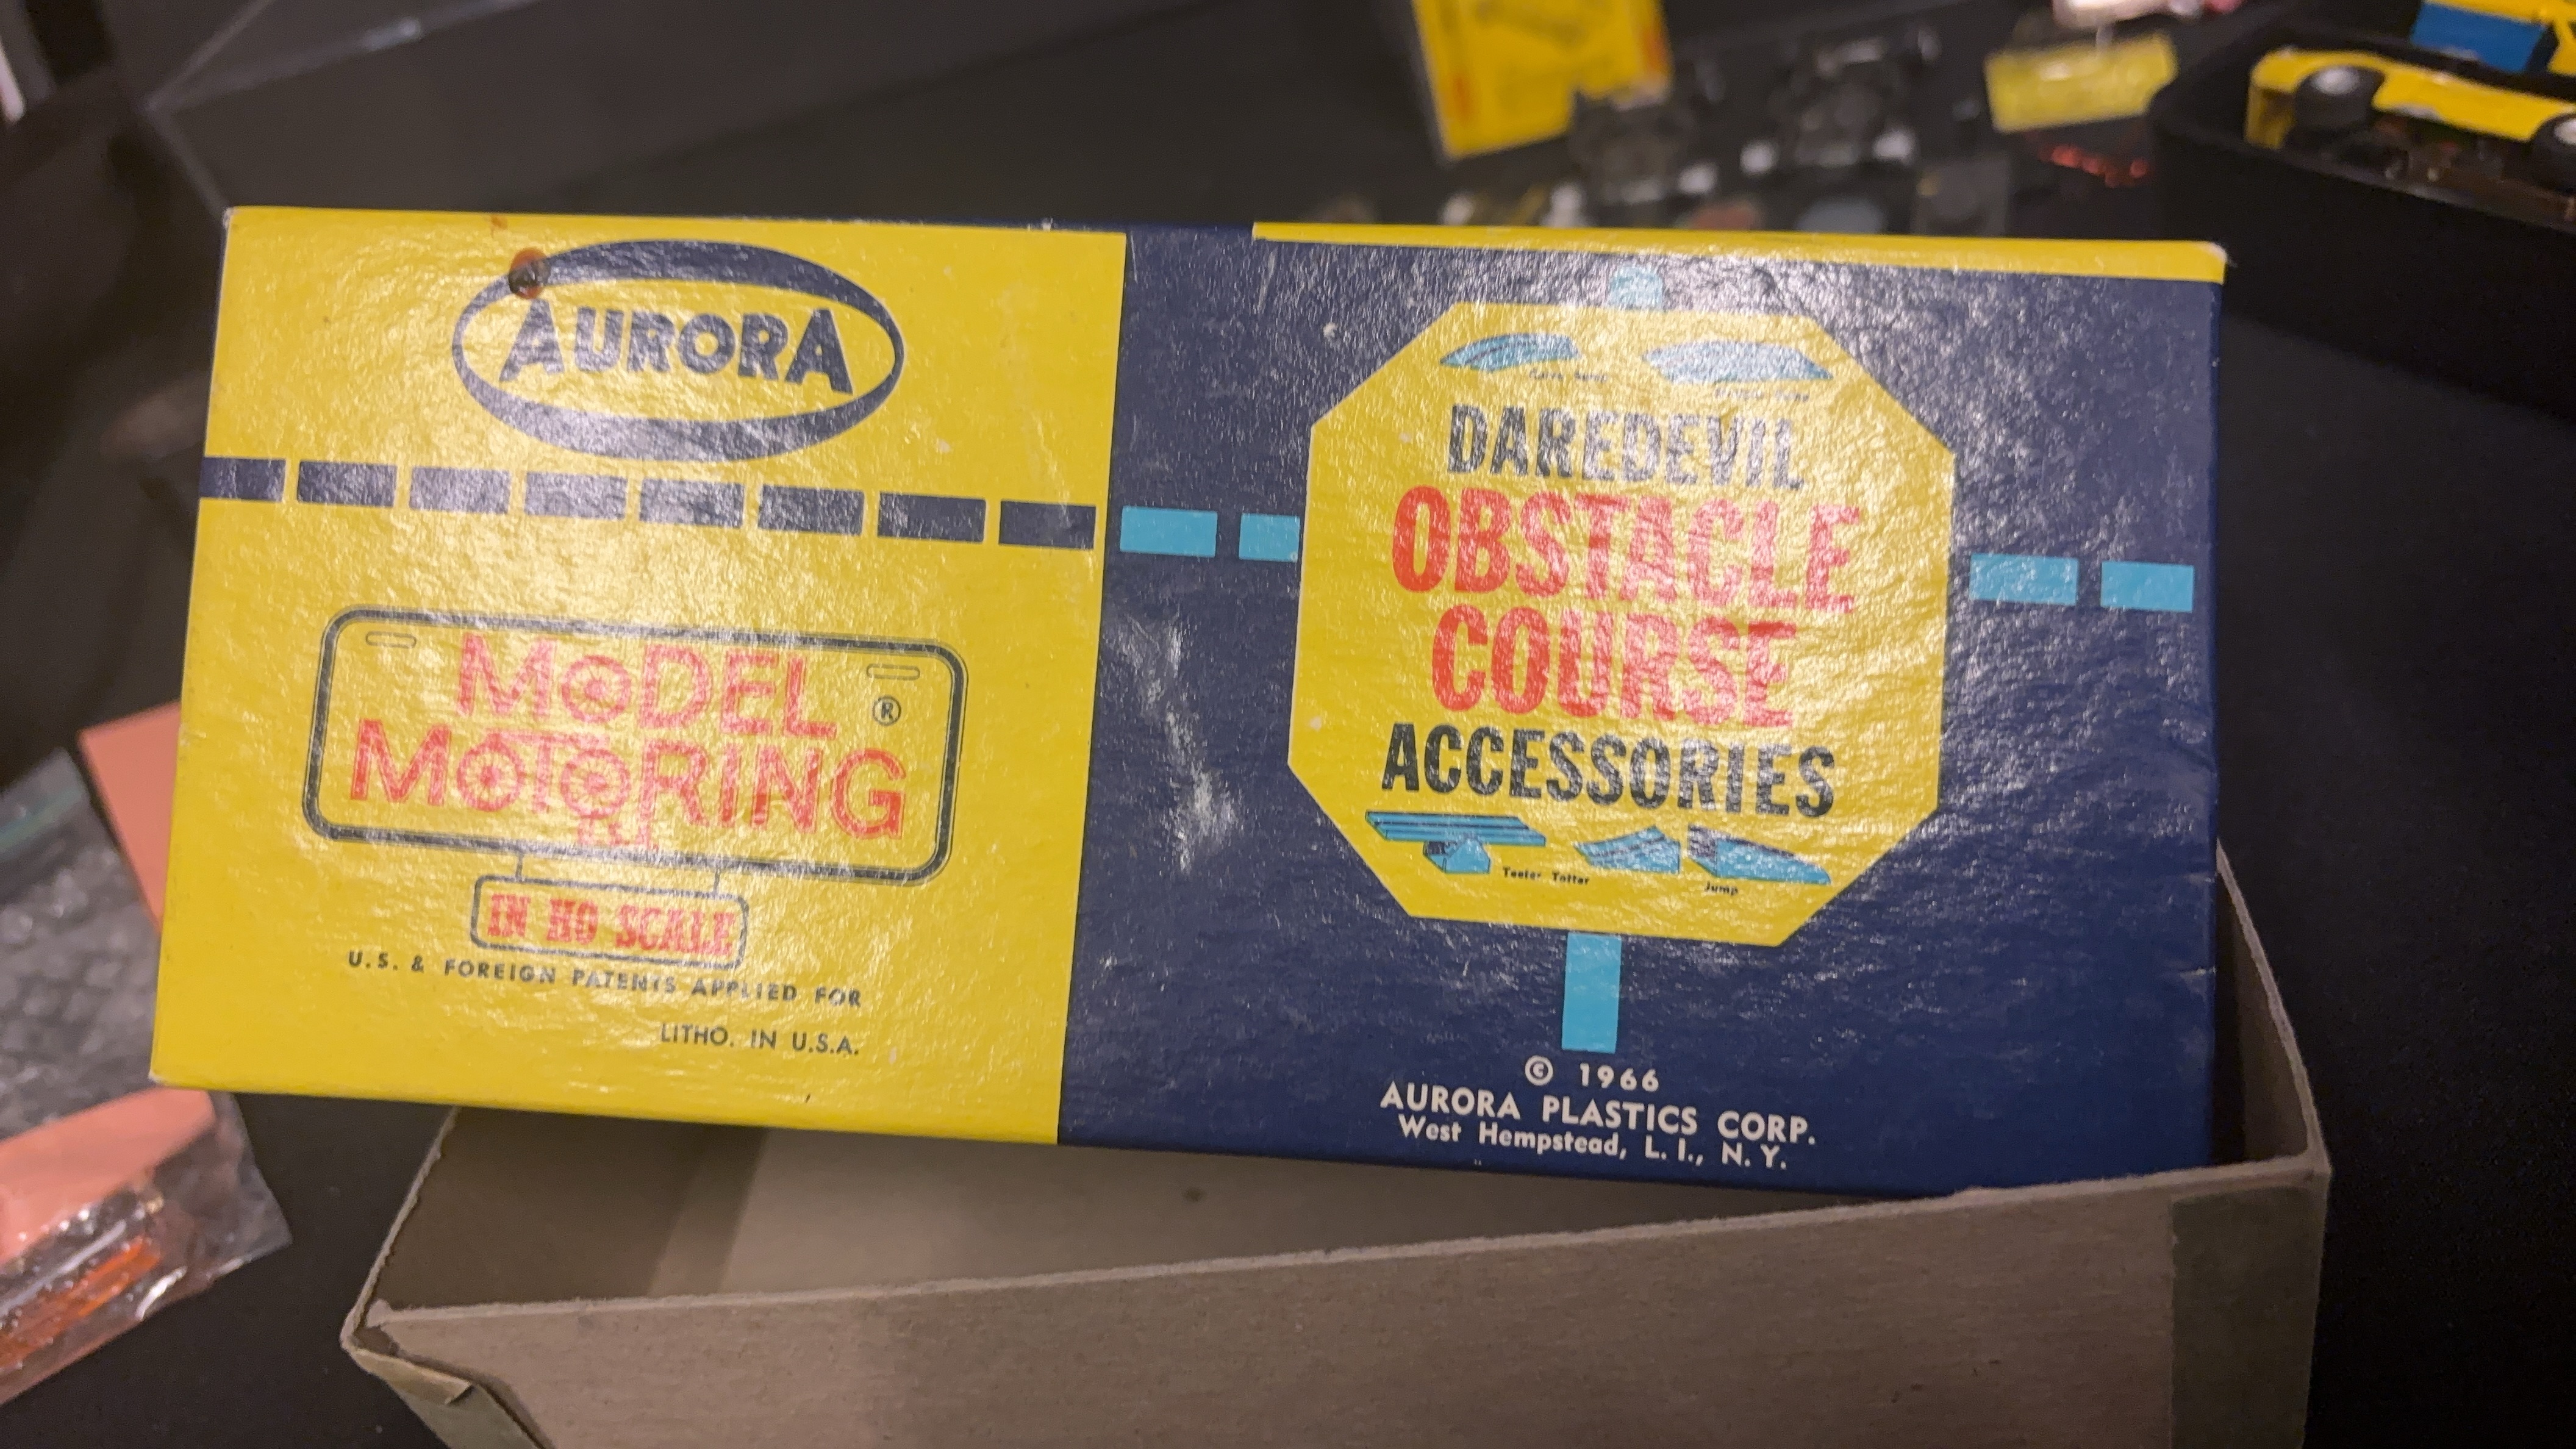 AURORA
MODEL
MOTORING
®
IN HO SCALE
U.S. & FOREIGN PATENTS APPLIED FOR
LITHO. IN U.S.A.
DAREDEVIL
OBSTACLE
COURSE
ACCESSORIES
Teeter Totter
Jump
© 1966
AURORA PLASTICS CORP.
West Hempstead, L. I., N. Y.